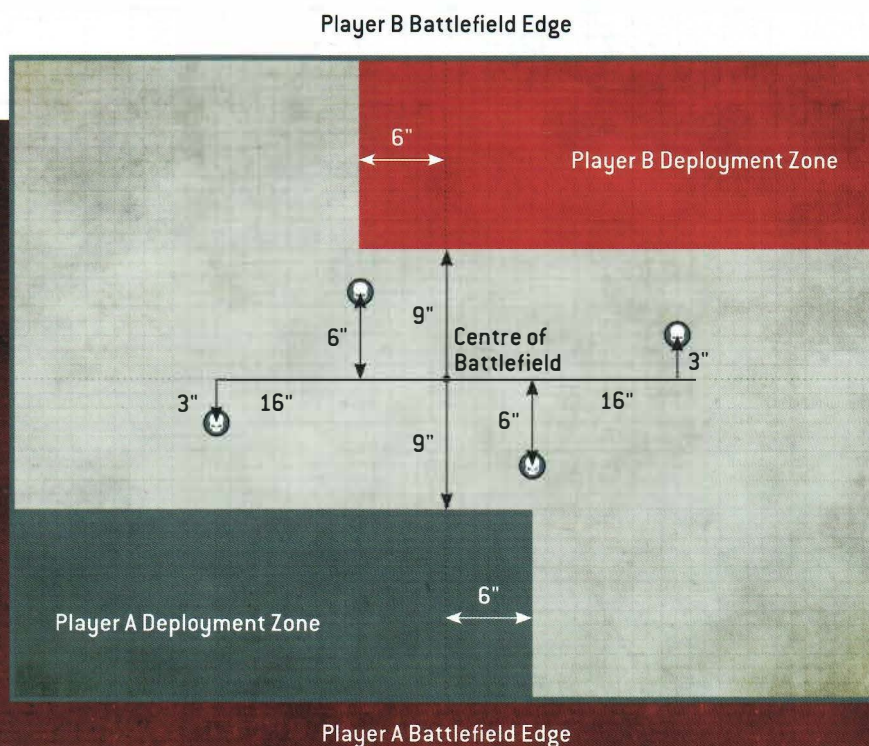 Player B Battlefield Edge
6"
Player B Deployment Zone
9"
6"
Centre of
Battlefield
3"
3"
16"
16"
6"
9"
6"
Player A Deployment Zone
Player A Battlefield Edge